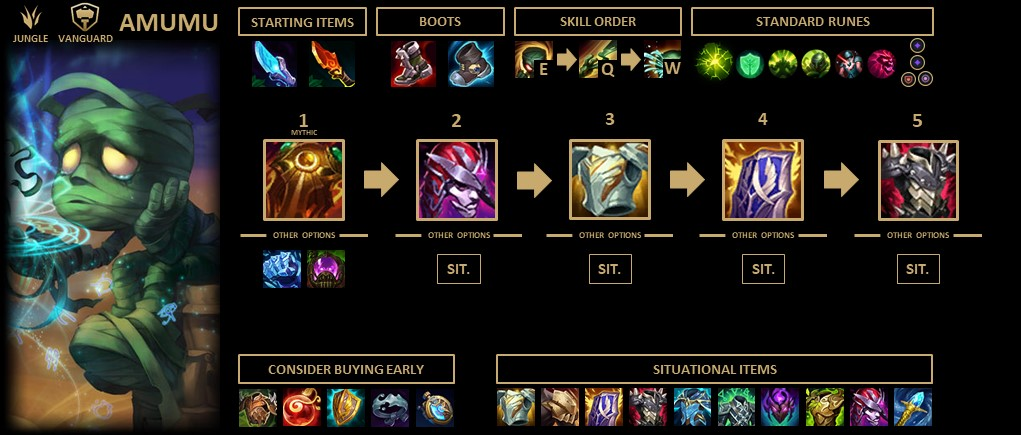 JUNGLE
VANGUARD
AMUMU
STARTING ITEMS
BOOTS
SKILL ORDER
STANDARD RUNES
E
Q
W
1
2
3
4
5
MYTHIC
OTHER OPTIONS
OTHER OPTIONS
OTHER OPTIONS
OTHER OPTIONS
OTHER OPTIONS
SIT.
SIT.
SIT.
SIT.
CONSIDER BUYING EARLY
SITUATIONAL ITEMS